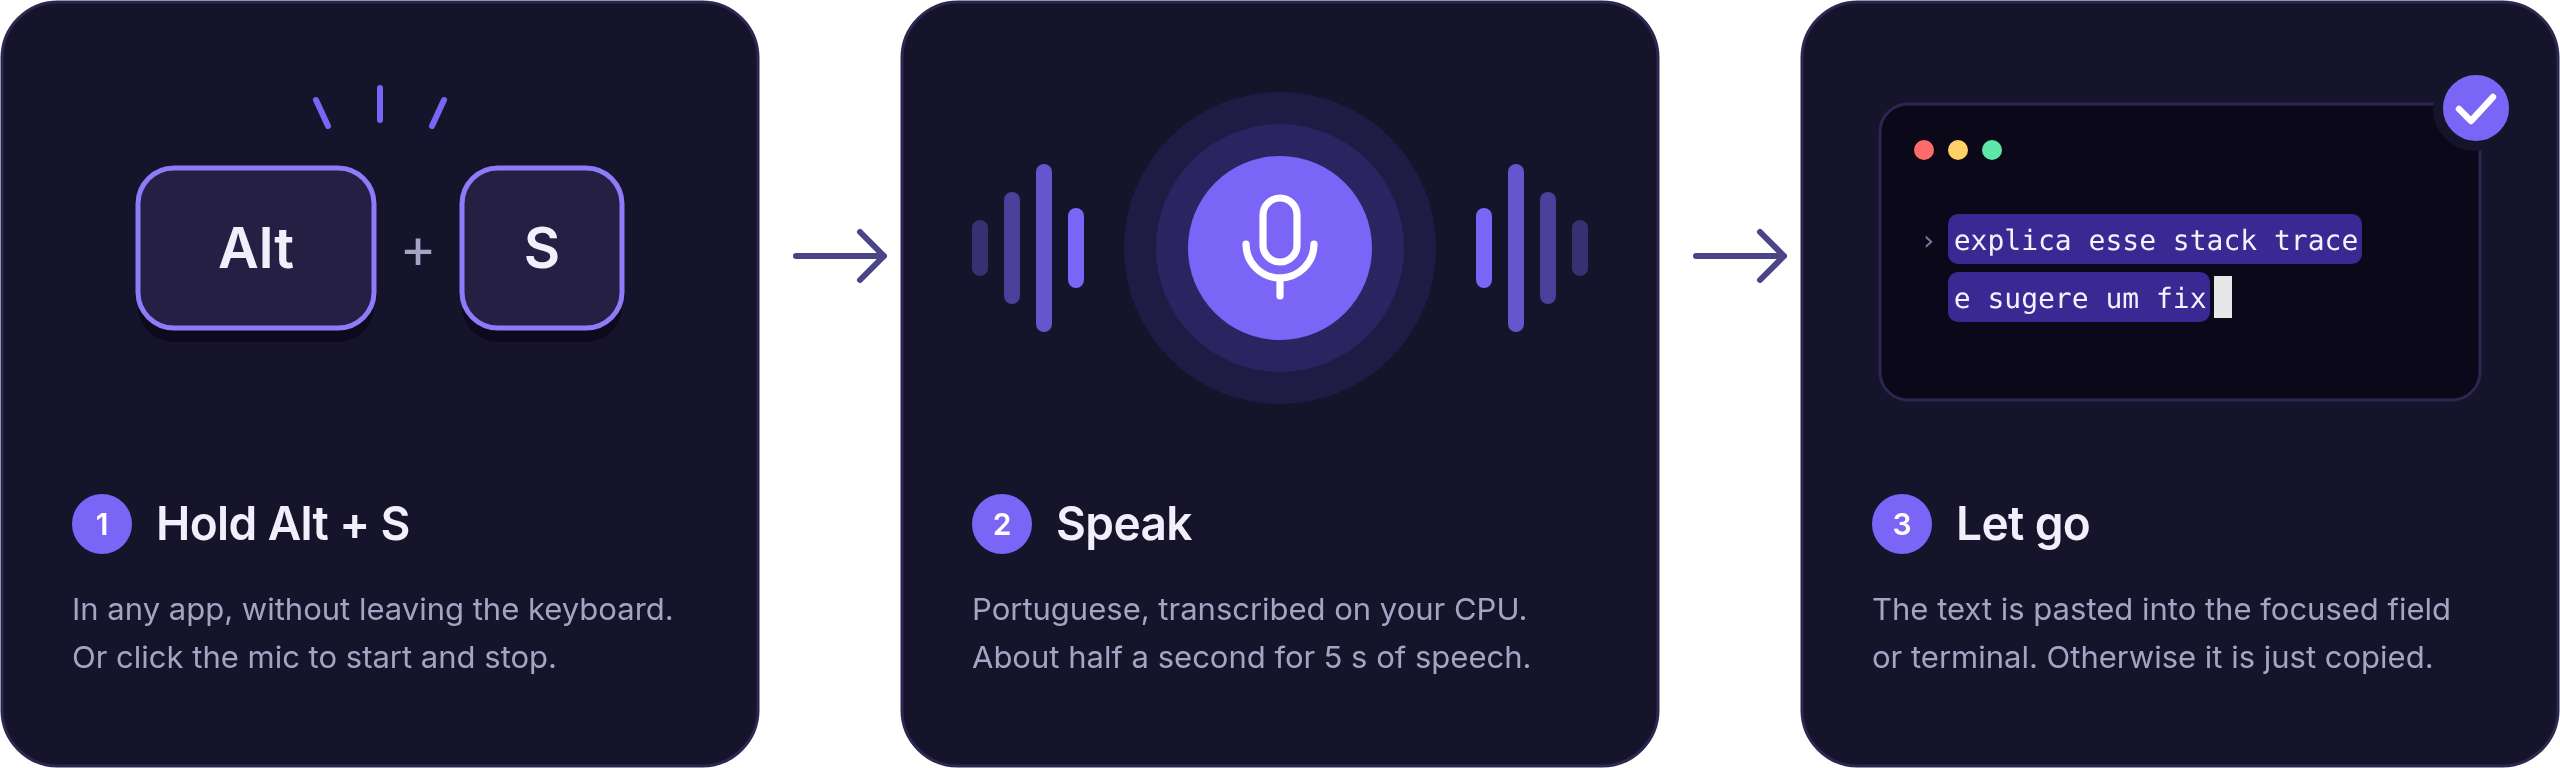 Alt + S
1 Hold Alt + S
In any app, without leaving the keyboard.
Or click the mic to start and stop.
2 Speak
Portuguese, transcribed on your CPU.
About half a second for 5 s of speech.
› explica esse stack trace
e sugere um fix
3 Let go
The text is pasted into the focused field
or terminal. Otherwise it is just copied.